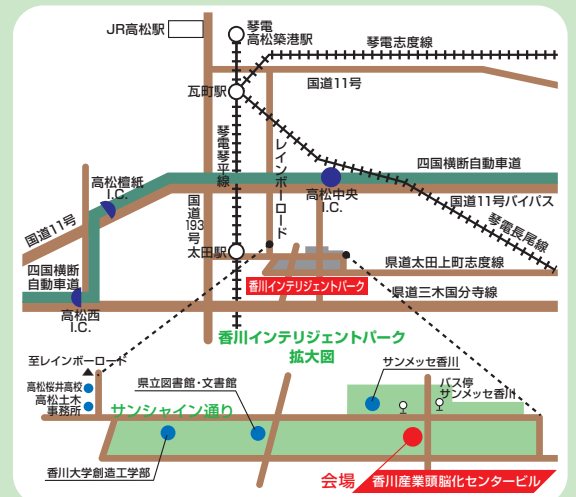 JR高松駅
琴電
高松築港駅
琴電志度線
国道11号
瓦町駅
琴電琴平線
レインボーロード
四国横断自動車道
高松檀紙
I.C.
高松中央
I.C.
国道11号バイパス
国道11号
国道193号
琴電長尾線
太田駅
県道太田上町志度線
四国横断
自動車道
香川インテリジェントパーク
県道三木国分寺線
高松西
I.C.
香川インテリジェントパーク
拡大図
至レインボーロード
サンメッセ香川
高松桜井高校
高松土木
事務所
県立図書館・文書館
バス停
サンメッセ香川
サンシャイン通り
香川大学創造工学部
会場
香川産業頭脳化センタービル